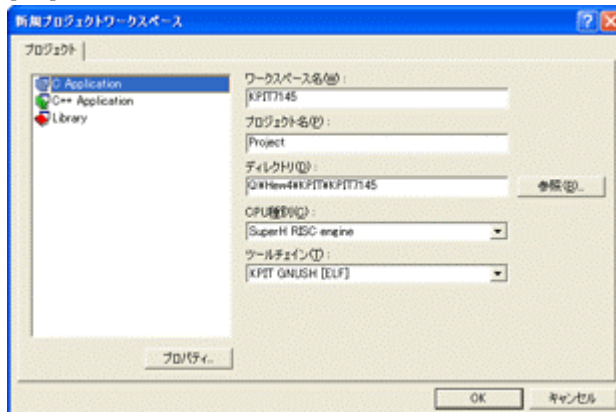 新規プロジェクトワークスペース
プロジェクト
C Application
C++ Application
Library
ワークスペース名(W):
KPIT7145
プロジェクト名(P):
Project
ディレクトリ(D):
Q:¥Hew4¥KPIT¥KPIT7145
参照(B)...
CPU種別(C):
SuperH RISC engine
ツールチェイン(T):
KPIT GNUSH [ELF]
プロパティ...
OK
キャンセル